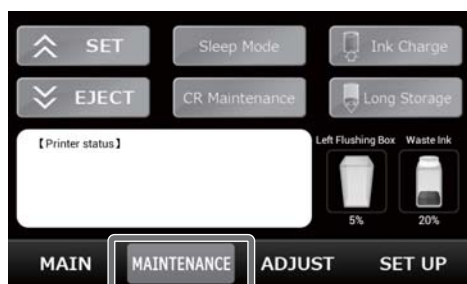 SET
Sleep Mode
Ink Charge
EJECT
CR Maintenance
Long Storage
【Printer status】
Left Flushing Box
Waste Ink
5%
20%
MAIN
MAINTENANCE
ADJUST
SET UP